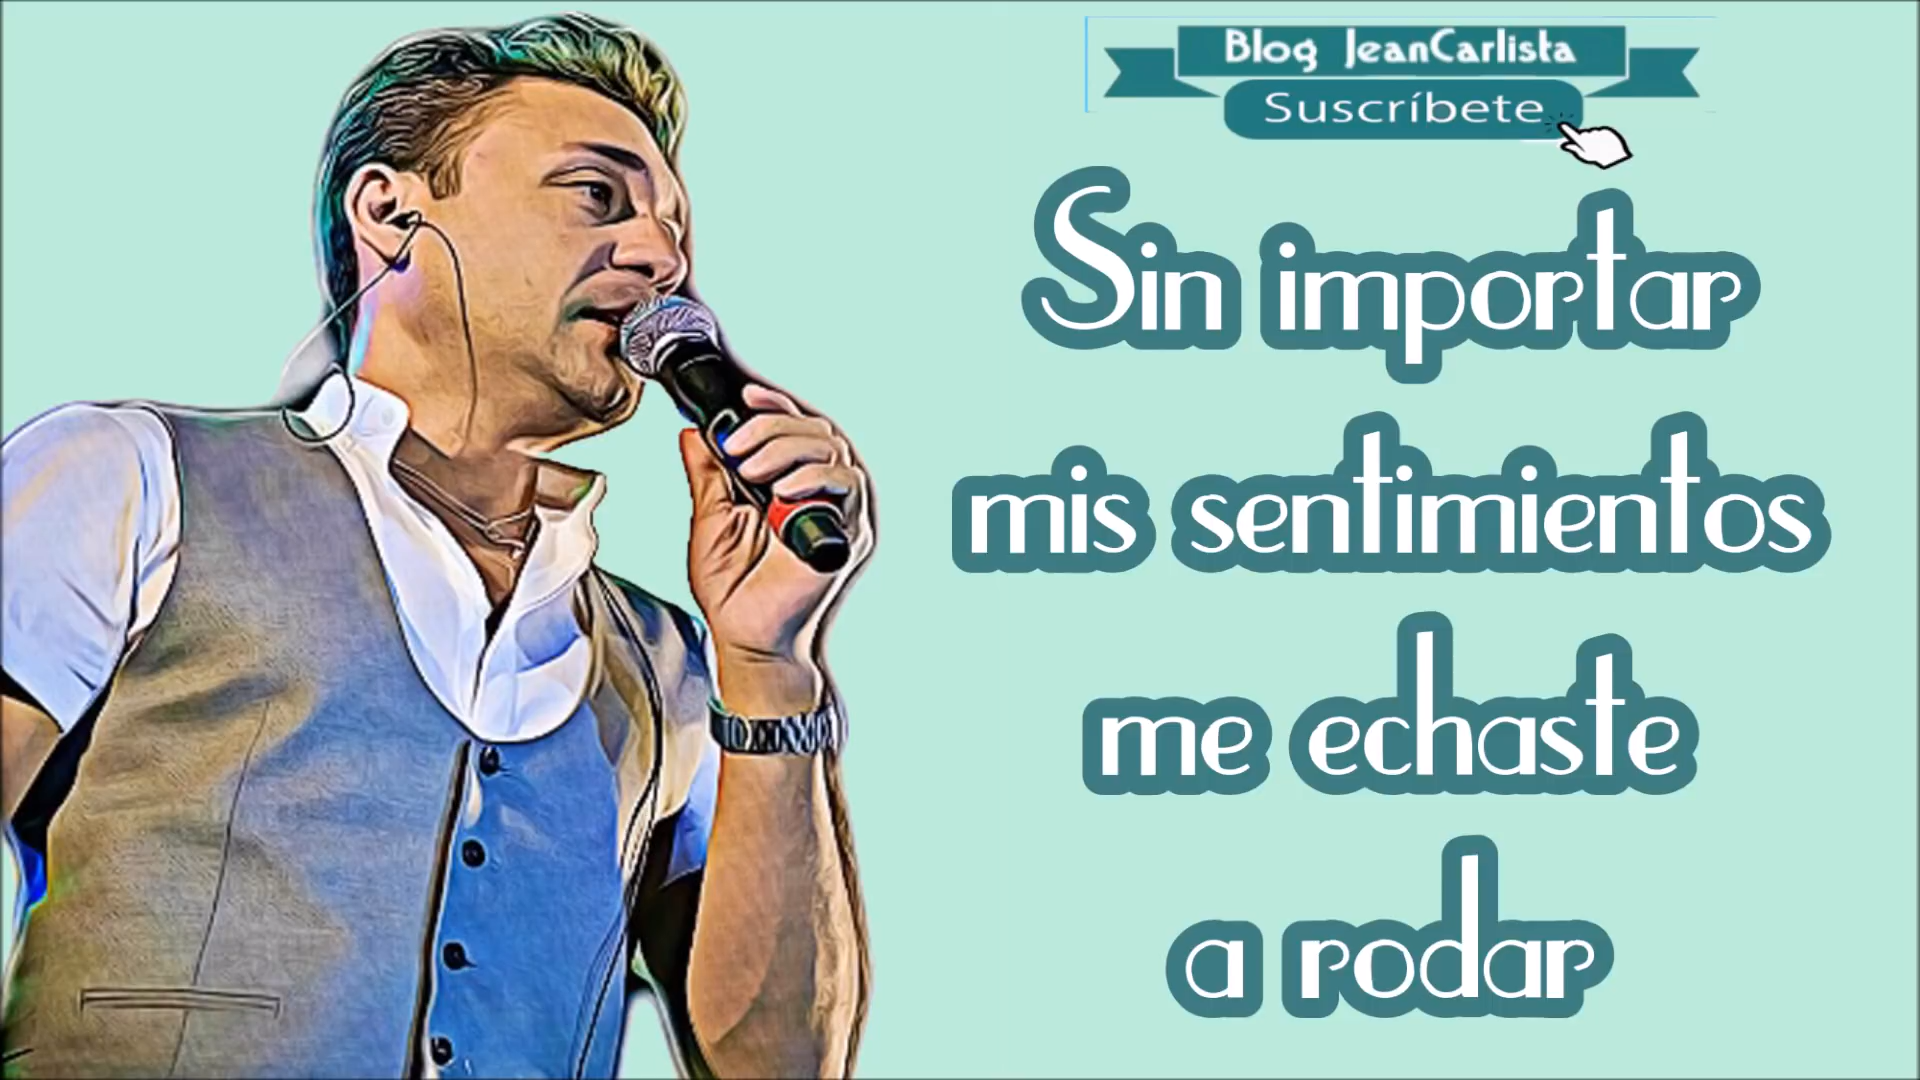 Blog JeanCarlista
Suscríbete
Sin importar
mis sentimientos
me echaste
a rodar